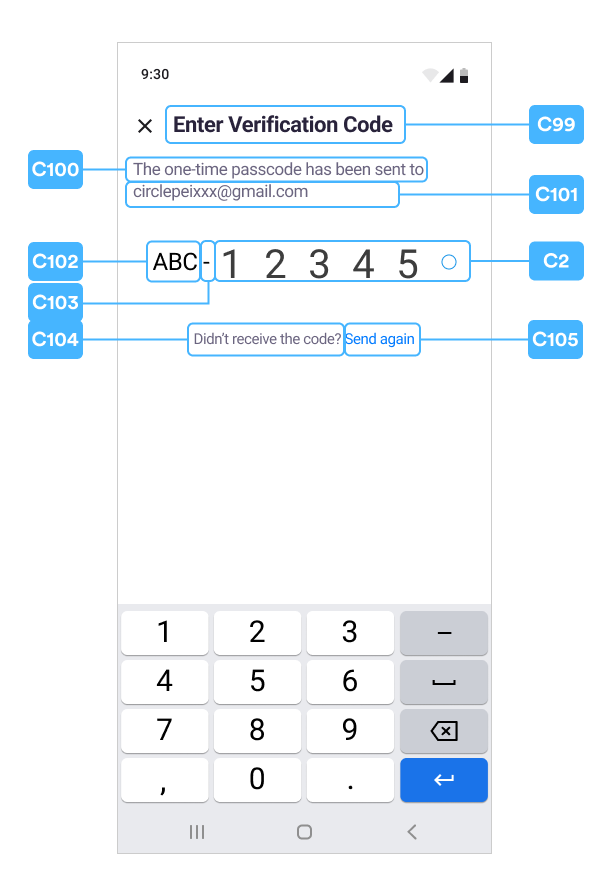 9:30
Enter Verification Code
C99
C100
The one-time passcode has been sent to
circlepeixxx@gmail.com
C101
C102
ABC - 1 2 3 4 5
C2
C103
C104
Didn't receive the code? Send again
C105
1 2 3 –
4 5 6
7 8 9
, 0 .